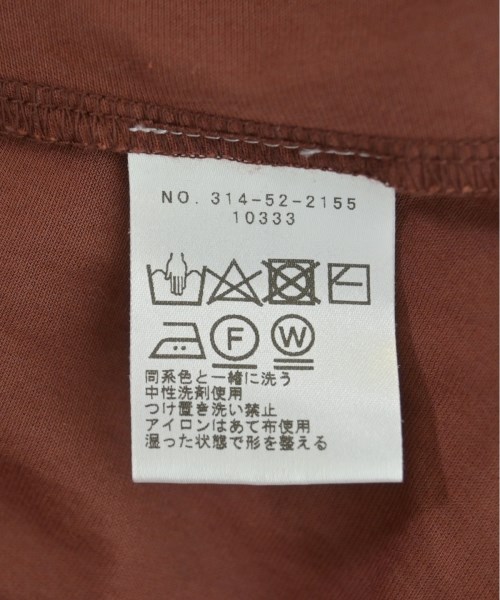 NO. 314-52-2155
10333
F W
同系色と一緒に洗う
中性洗剤使用
つけ置き洗い禁止
アイロンはあて布使用
湿った状態で形を整える